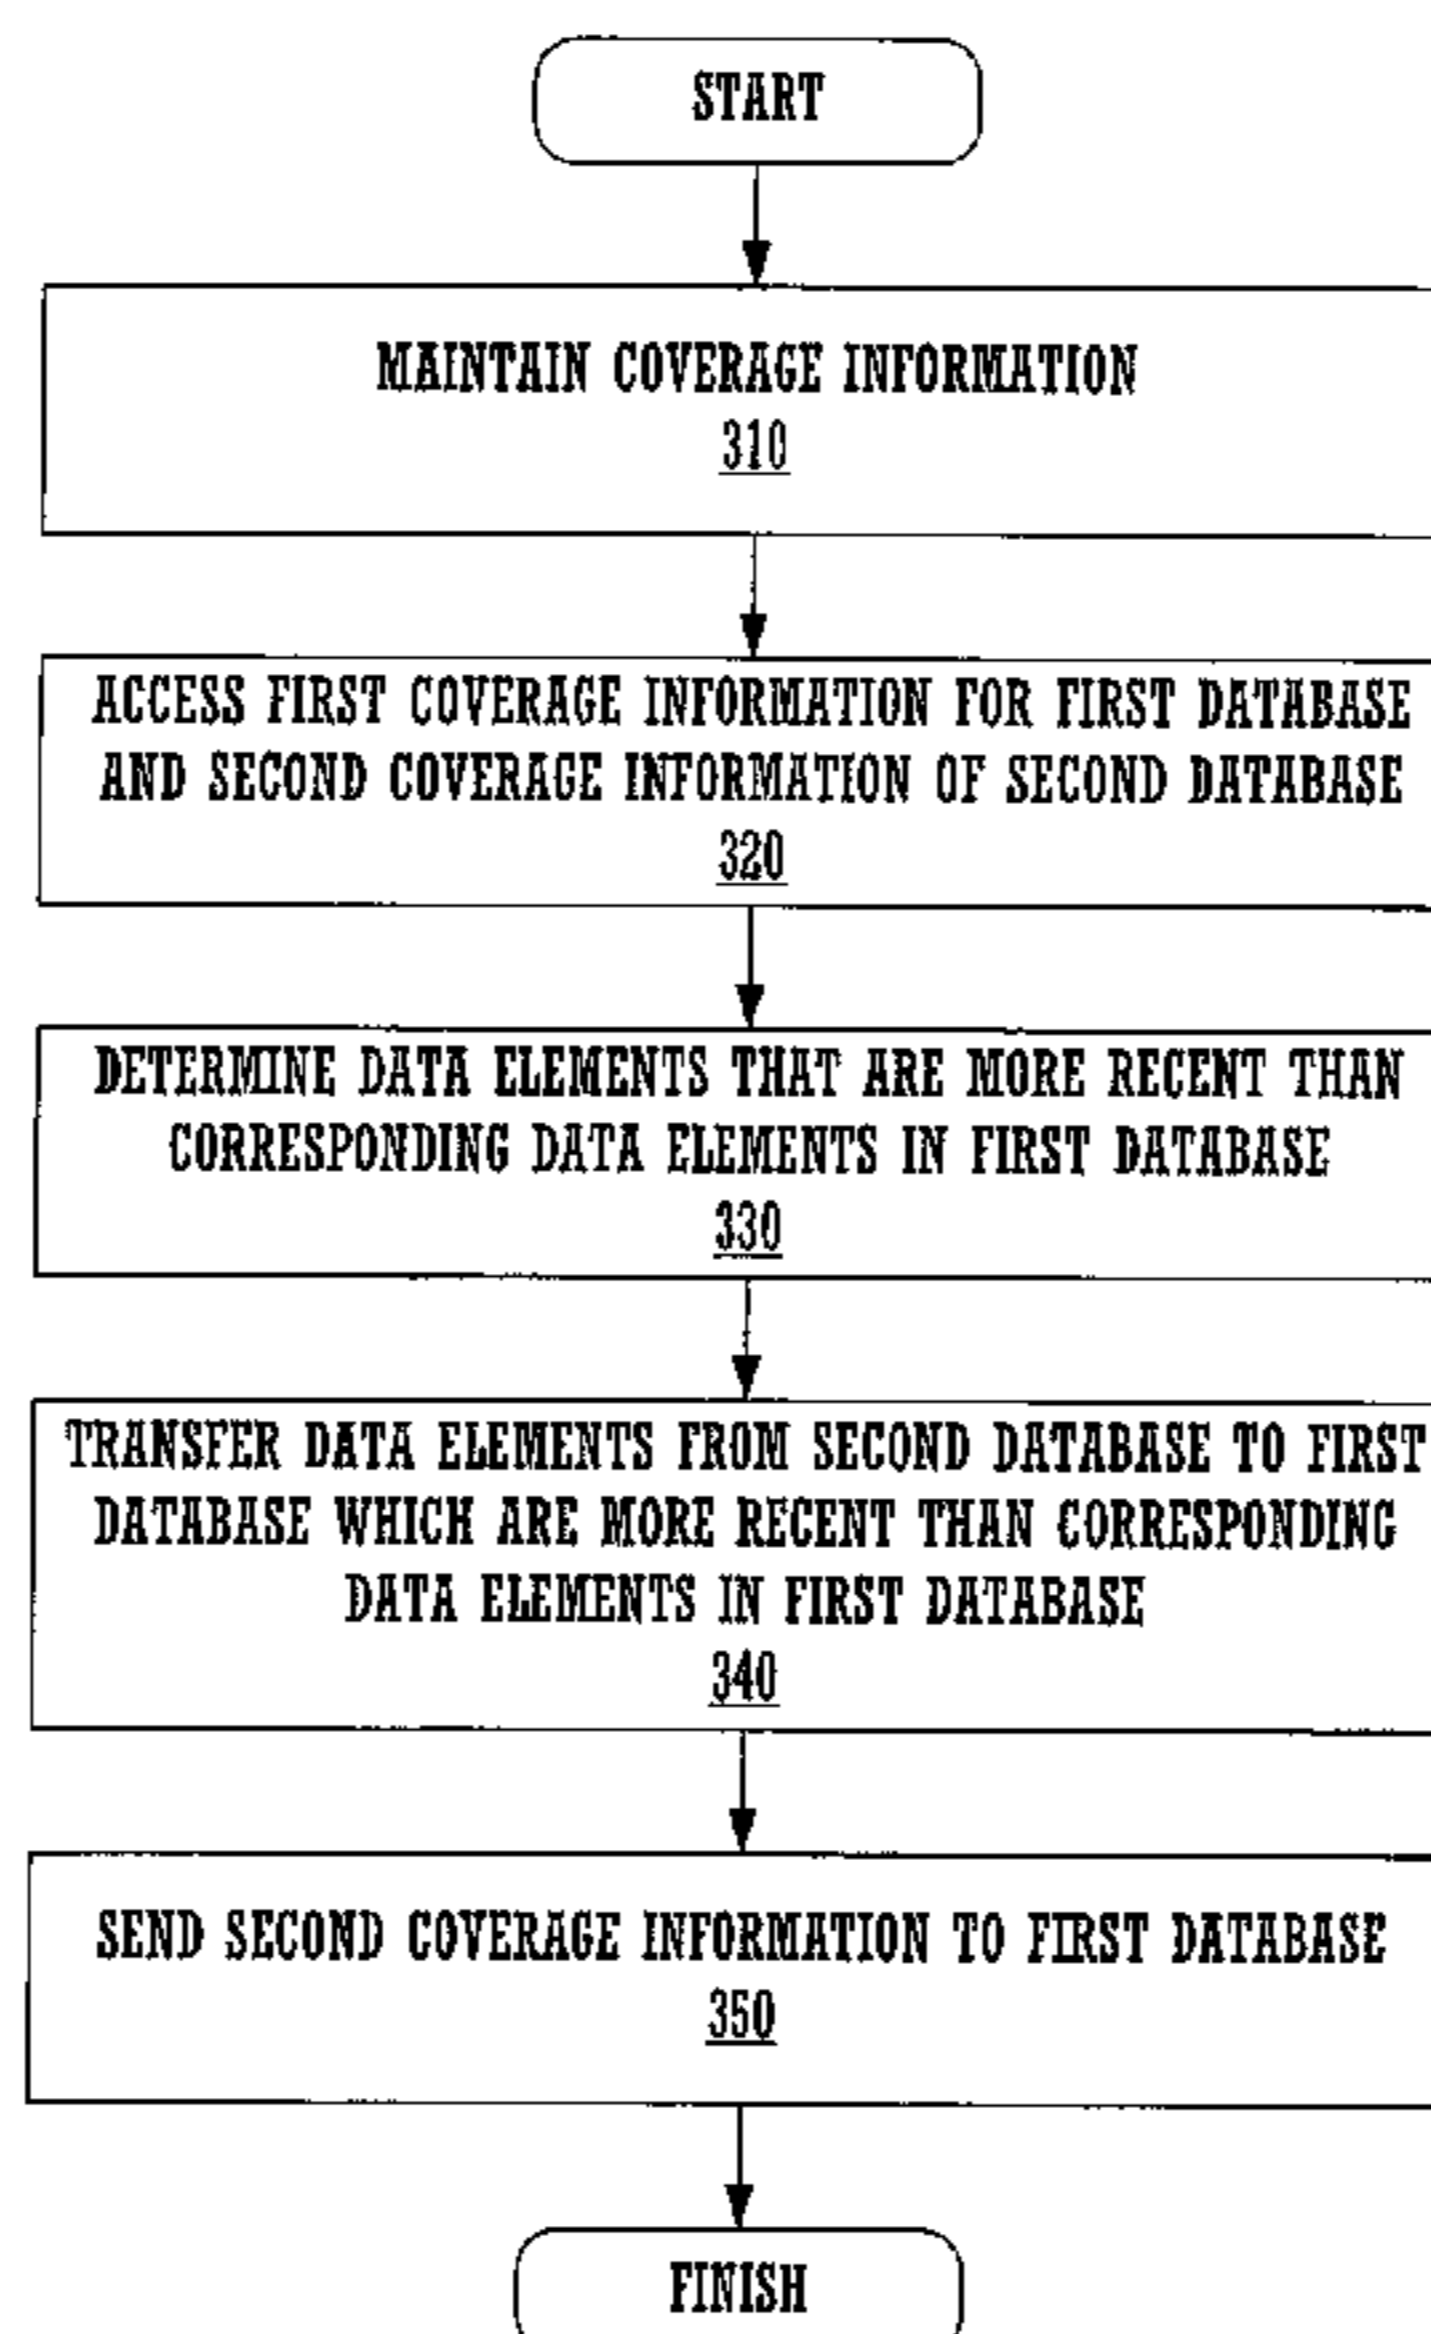 START
MAINTAIN COVERAGE INFORMATION
310
ACCESS FIRST COVERAGE INFORMATION FOR FIRST DATABASE
AND SECOND COVERAGE INFORMATION OF SECOND DATABASE
320
DETERMINE DATA ELEMENTS THAT ARE MORE RECENT THAN
CORRESPONDING DATA ELEMENTS IN FIRST DATABASE
330
TRANSFER DATA ELEMENTS FROM SECOND DATABASE TO FIRST
DATABASE WHICH ARE MORE RECENT THAN CORRESPONDING
DATA ELEMENTS IN FIRST DATABASE
340
SEND SECOND COVERAGE INFORMATION TO FIRST DATABASE
350
FINISH